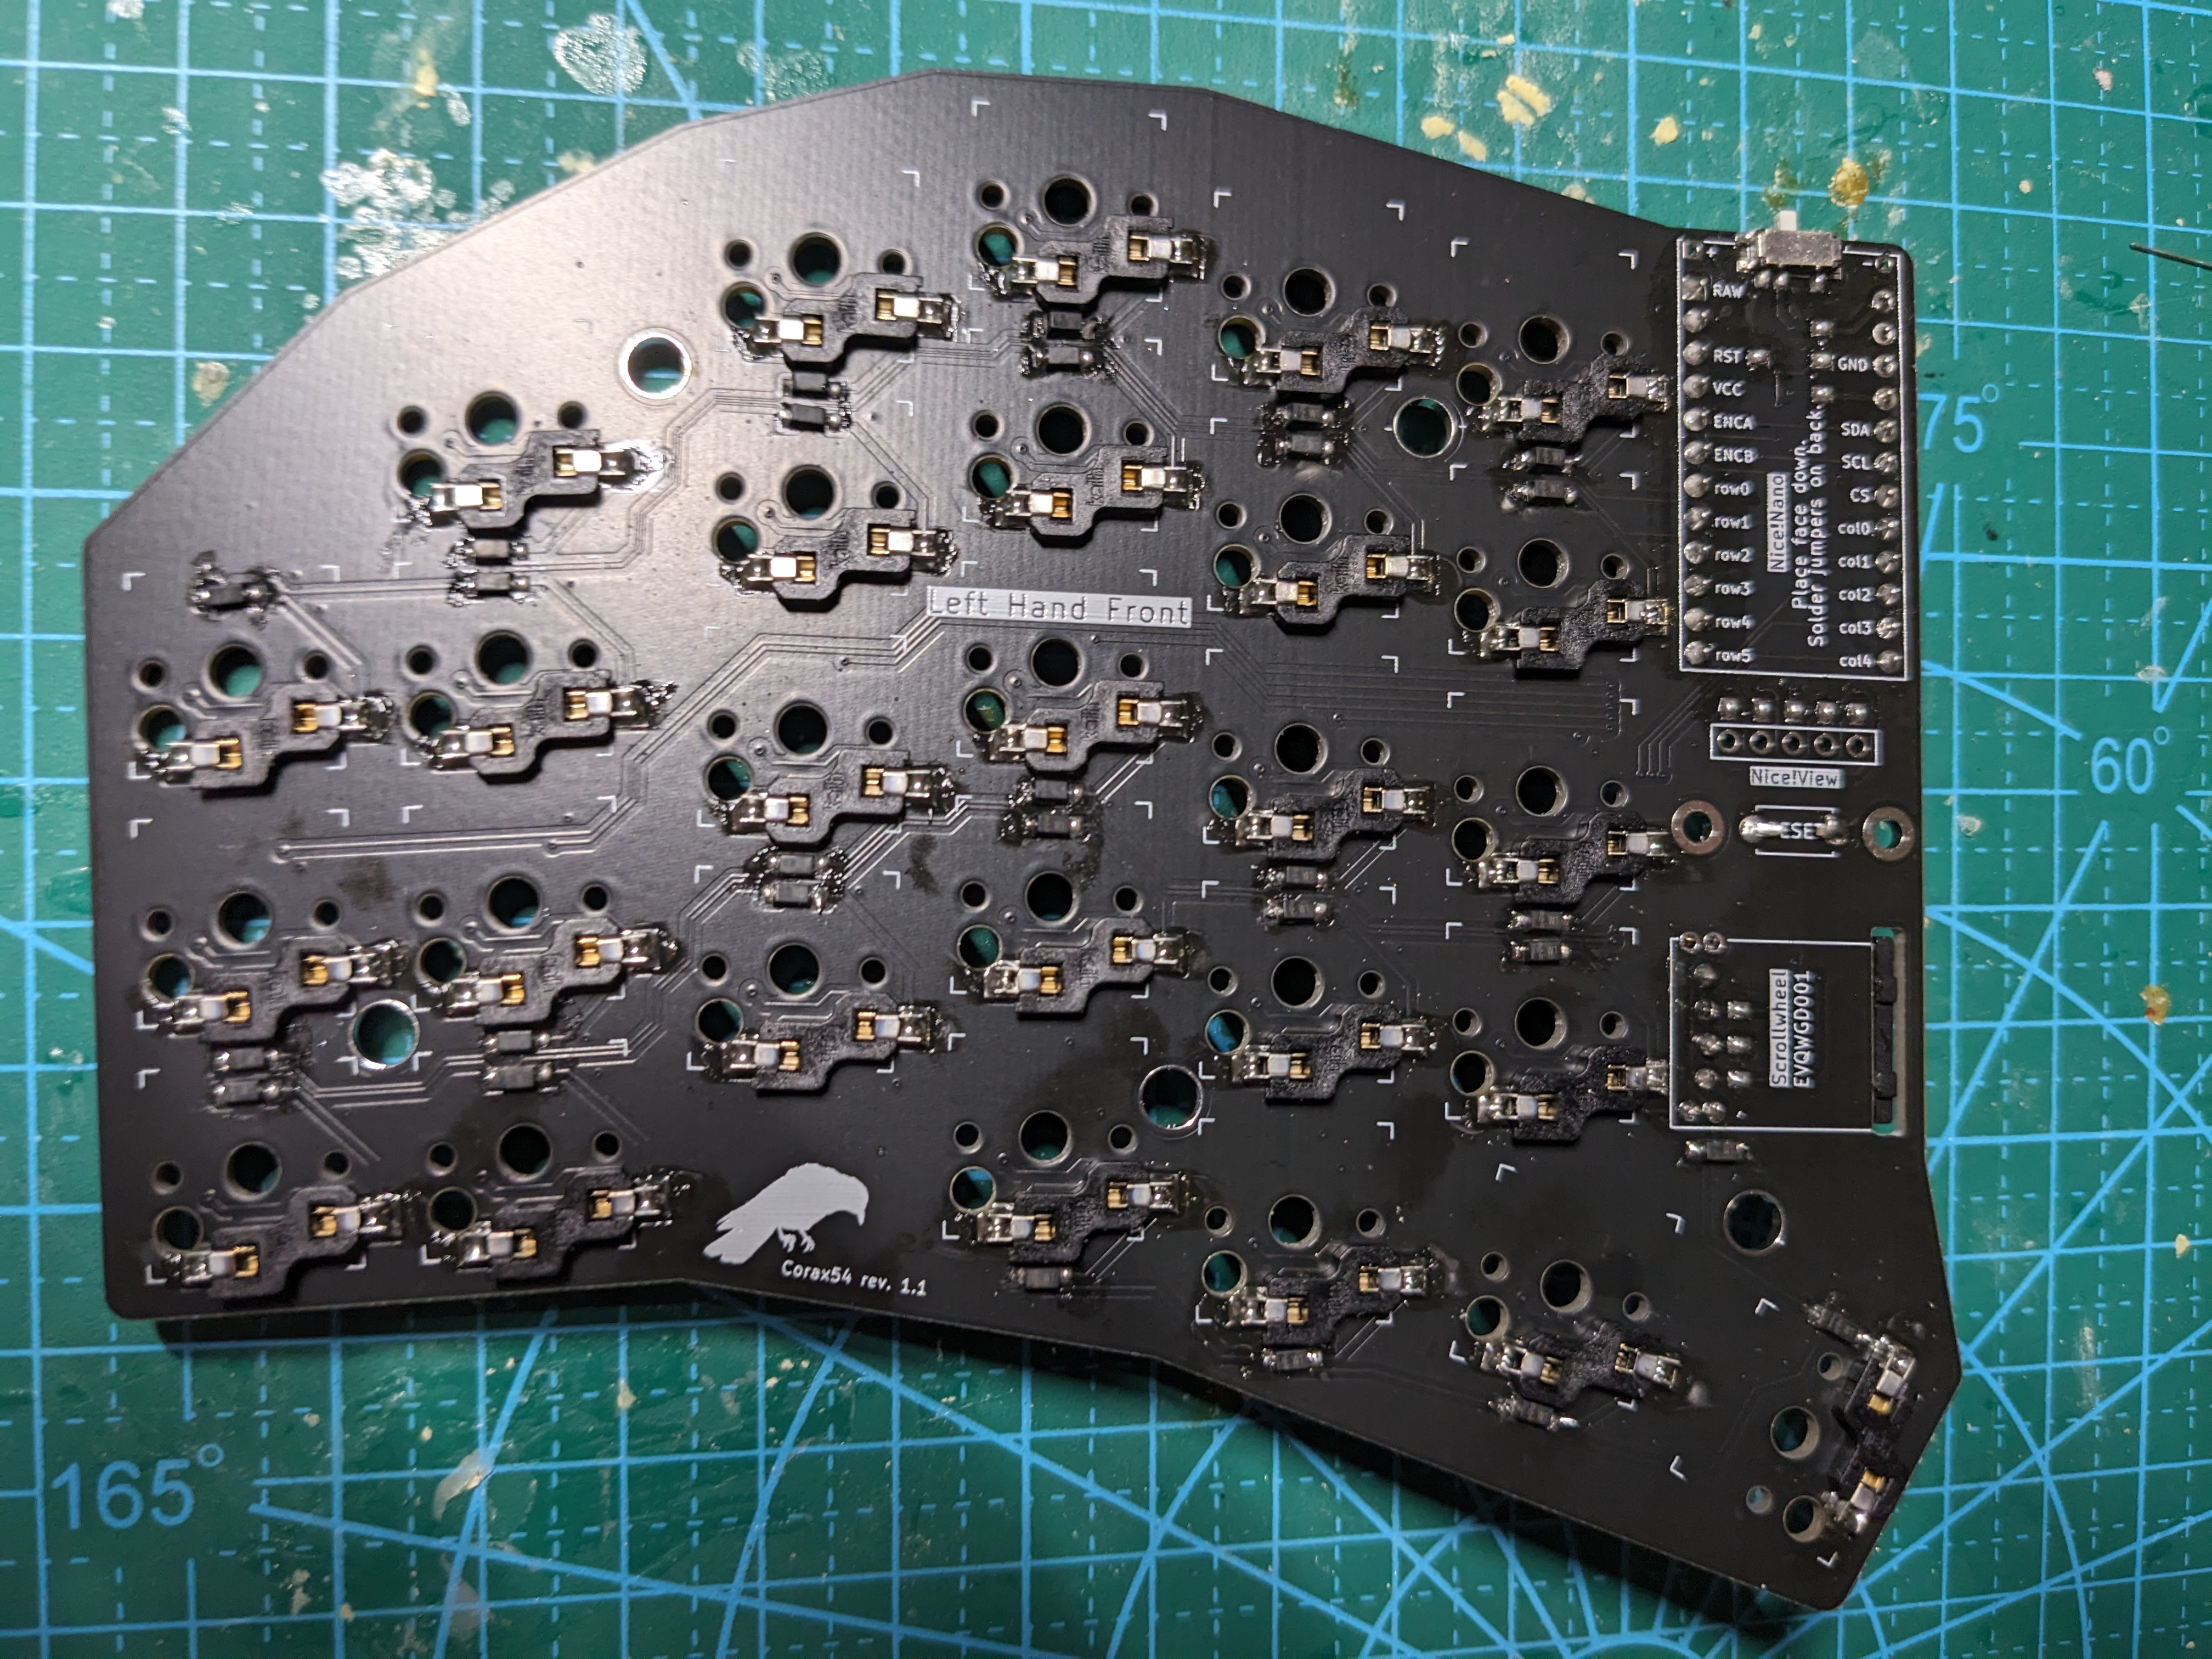 +
-
RAW
RST
GND
VCC
ENCA
SDA
ENCB
SCL
row0
CS
row1
col0
row2
col1
row3
col2
row4
col3
row5
col4
Nice!Nano
Place face down.
Solder jumpers on back.
Left Hand Front
Nice!View
ESE
Scrollwheel
EVQWGD001
Corax54 rev. 1.1
75°
60°
165°